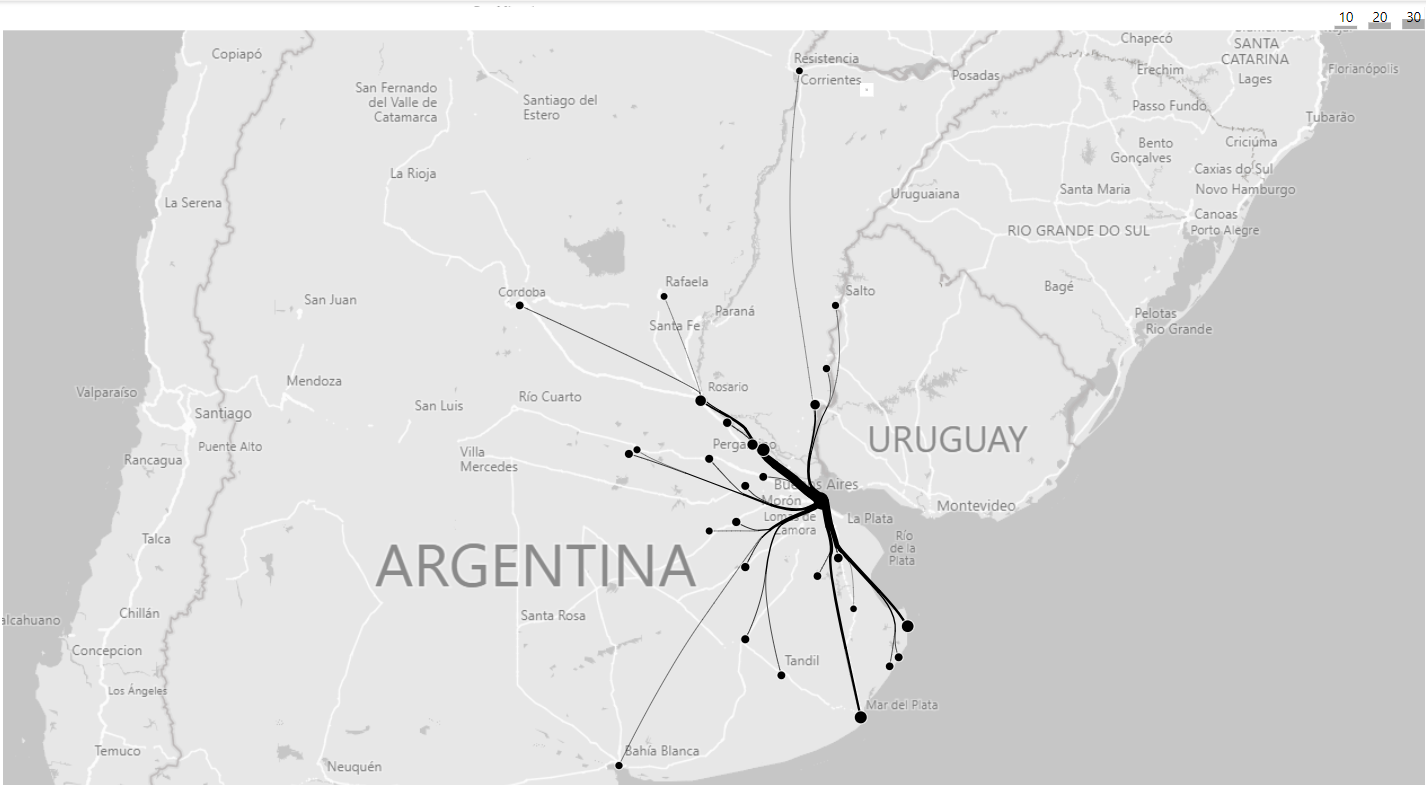 10 20 30
Copiapó
Resistencia
Corrientes
Posadas
Chapecó
Erechim
SANTA
CATARINA
Lages
Florianópolis
San Fernando
del Valle de
Catamarca
Santiago del
Estero
Passo Fundo
Tubarão
Bento
Gonçalves
Criciúma
La Rioja
Caxias do Sul
Uruguaiana
Santa Maria
Novo Hamburgo
La Serena
Canoas
Porto Alegre
RIO GRANDE DO SUL
Rafaela
Cordoba
San Juan
Salto
Bagé
Paraná
Santa Fe
Pelotas
Rio Grande
Valparaíso
Mendoza
Rosario
Santiago
San Luis
Río Cuarto
Puente Alto
Pergamino
URUGUAY
Rancagua
Villa
Mercedes
Buenos Aires
Morón
Montevideo
Lomas de
Zamora
La Plata
Talca
Río
de la
Plata
ARGENTINA
Chillán
Santa Rosa
alcahuano
Concepcion
Tandil
Los Ángeles
Mar del Plata
Temuco
Bahía Blanca
Neuquén